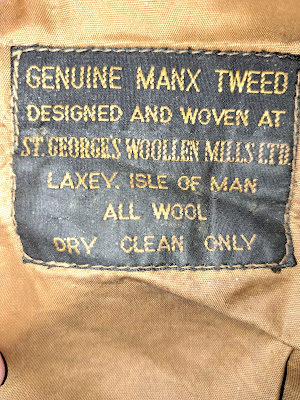 GENUINE MANX TWEED
DESIGNED AND WOVEN AT
ST. GEORGES WOOLLEN MILLS LTD.
LAXEY. ISLE OF MAN
ALL WOOL
DRY CLEAN ONLY